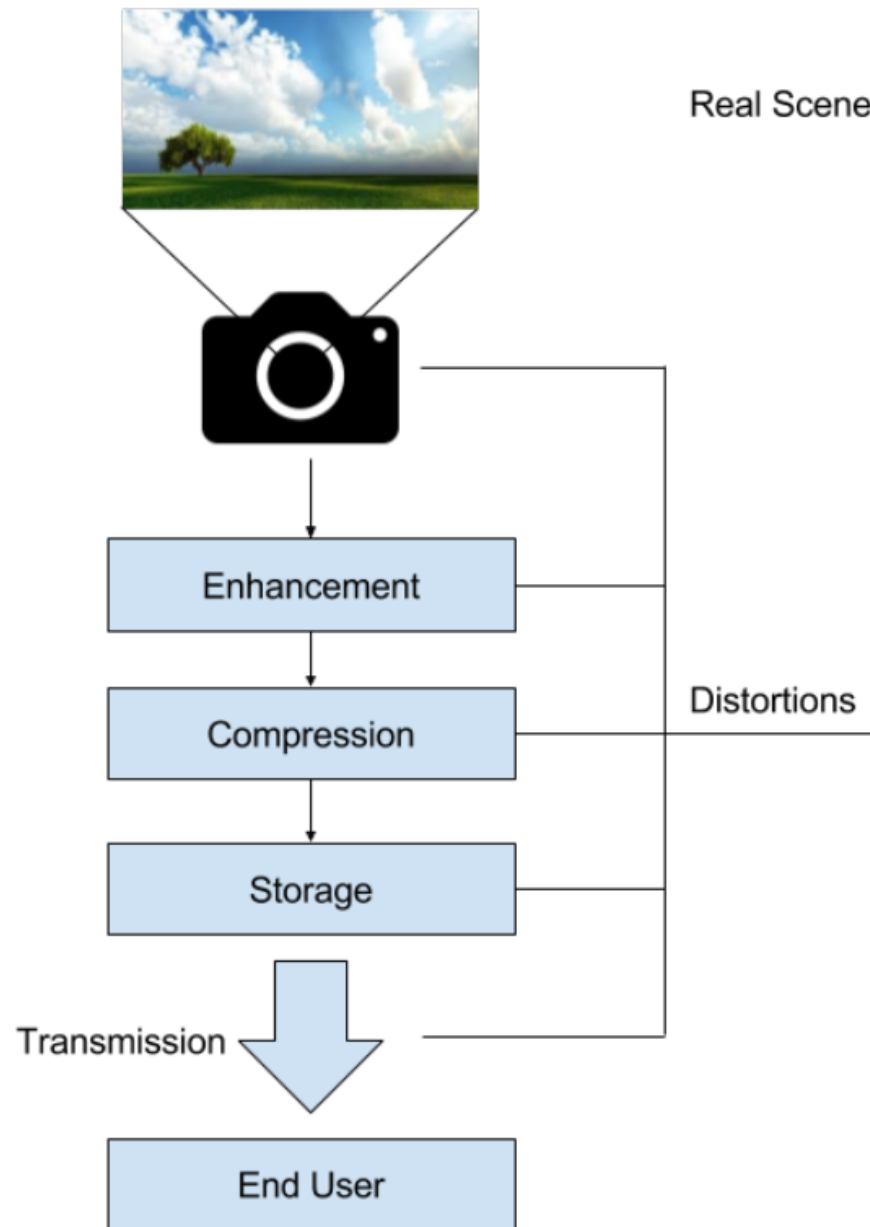 Real Scene
Enhancement
Distortions
Compression
Storage
Transmission
End User